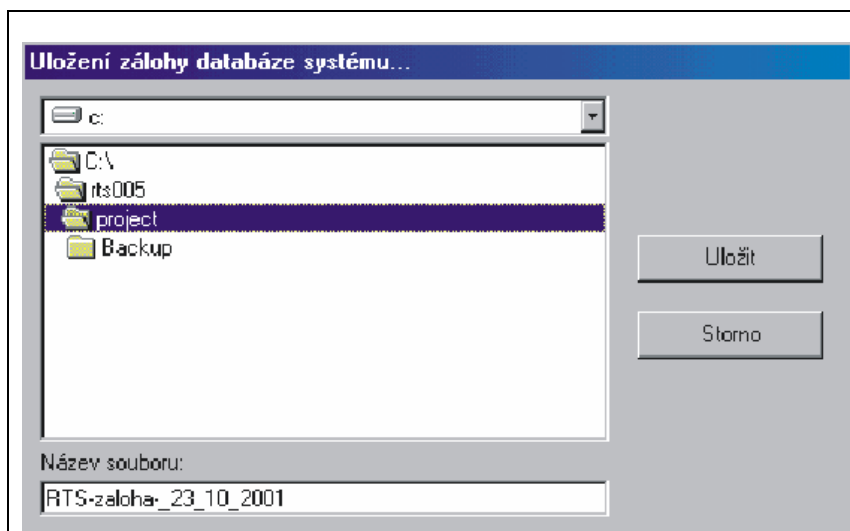 Uložení zálohy databáze systému...
c:
C:\
rts005
project
Backup
Uložit
Storno
Název souboru:
RTS-zaloha-_23_10_2001